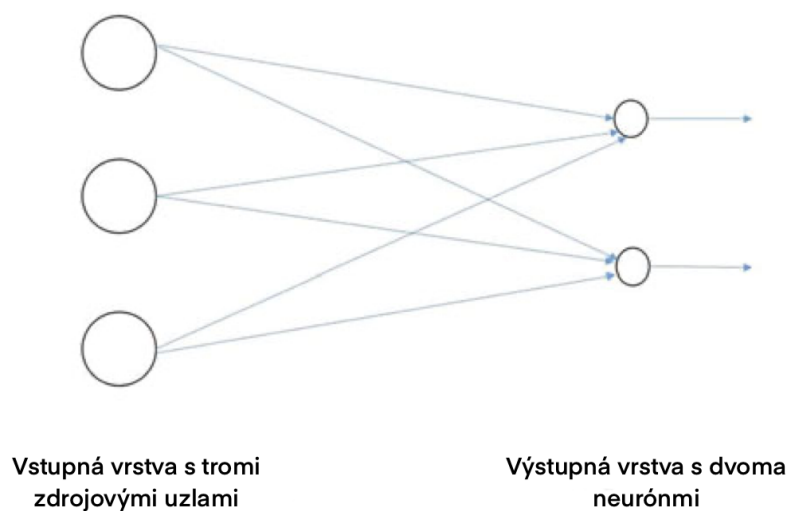 Vstupná vrstva s tromi
zdrojovými uzlami
Výstupná vrstva s dvoma
neurónmi